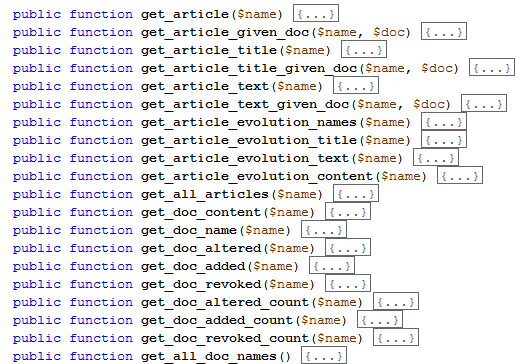 public function get_article($name) {...}
public function get_article_given_doc($name, $doc) {...}
public function get_article_title($name) {...}
public function get_article_title_given_doc($name, $doc) {...}
public function get_article_text($name) {...}
public function get_article_text_given_doc($name, $doc) {...}
public function get_article_evolution_names($name) {...}
public function get_article_evolution_title($name) {...}
public function get_article_evolution_text($name) {...}
public function get_article_evolution_content($name) {...}
public function get_all_articles($name) {...}
public function get_doc_content($name) {...}
public function get_doc_name($name) {...}
public function get_doc_altered($name) {...}
public function get_doc_added($name) {...}
public function get_doc_revoked($name) {...}
public function get_doc_altered_count($name) {...}
public function get_doc_added_count($name) {...}
public function get_doc_revoked_count($name) {...}
public function get_all_doc_names() {...}